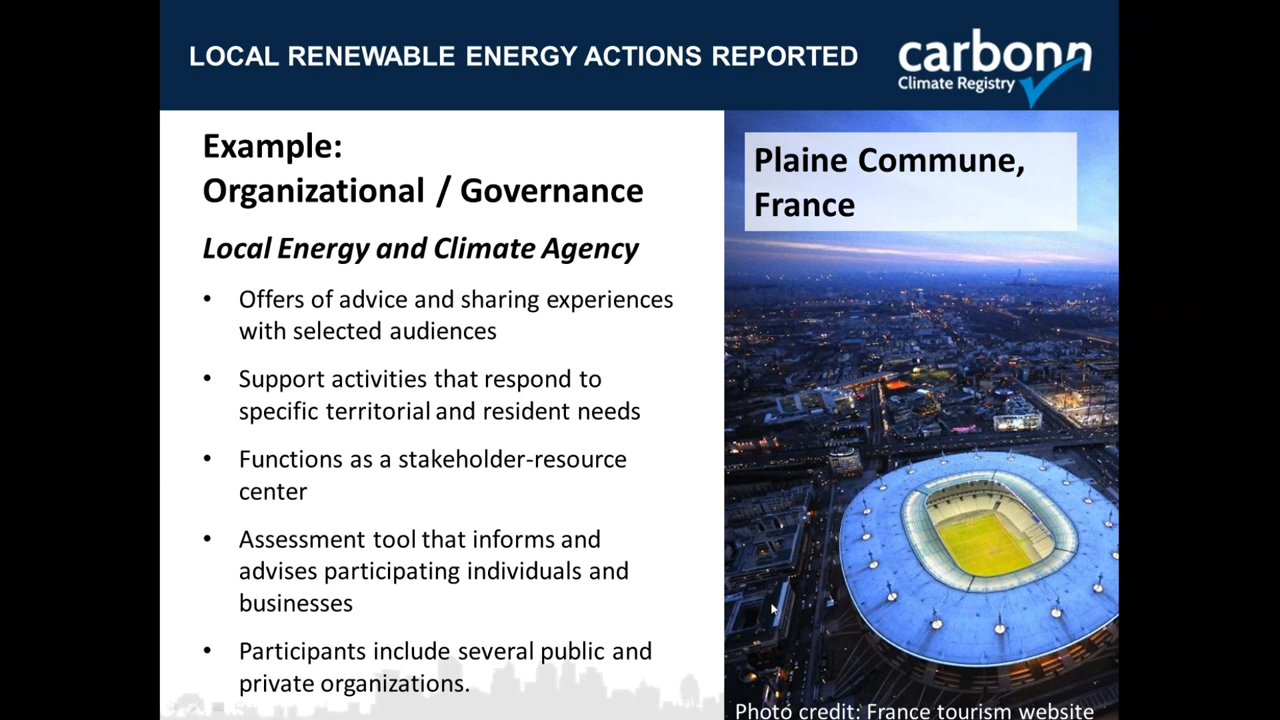 LOCAL RENEWABLE ENERGY ACTIONS REPORTED
carbonn
Climate Registry
Example:
Organizational / Governance
Local Energy and Climate Agency
• Offers of advice and sharing experiences
with selected audiences
• Support activities that respond to
specific territorial and resident needs
• Functions as a stakeholder-resource
center
• Assessment tool that informs and
advises participating individuals and
businesses
• Participants include several public and
private organizations.
Plaine Commune,
France
Photo credit: France tourism website